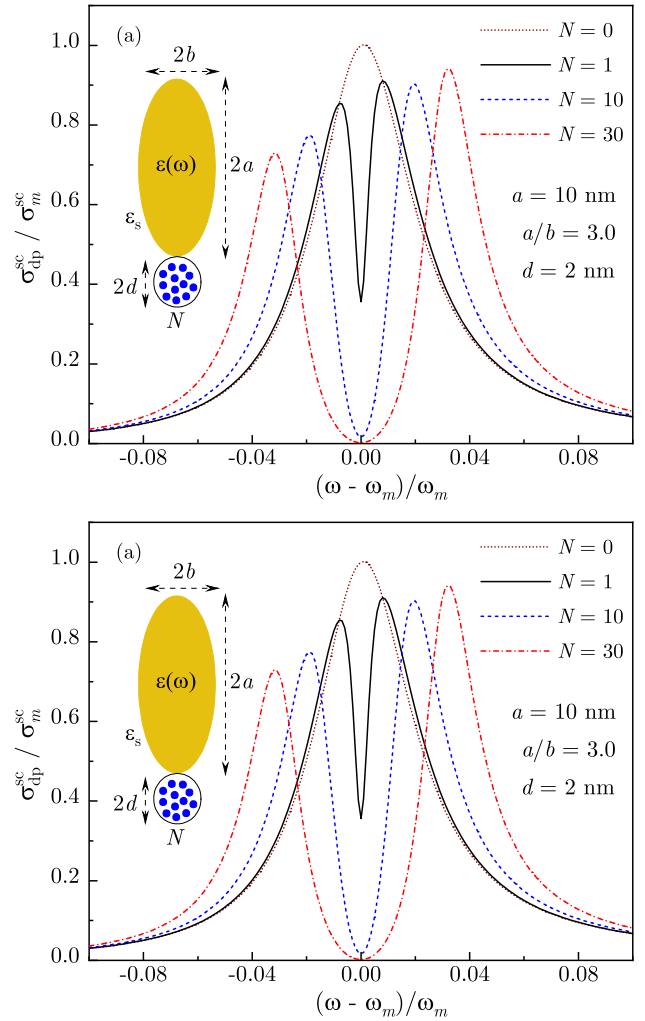 (a)
2b
ε(ω)
2a
εs
2d
N
N = 0
N = 1
N = 10
N = 30
a = 10 nm
a/b = 3.0
d = 2 nm
1.0
0.8
0.6
0.4
0.2
0.0
σ^sc_dp / σ^sc_m
-0.08 -0.04 0.00 0.04 0.08
(ω - ωm)/ωm
(a)
2b
ε(ω)
2a
εs
2d
N
N = 0
N = 1
N = 10
N = 30
a = 10 nm
a/b = 3.0
d = 2 nm
1.0
0.8
0.6
0.4
0.2
0.0
σ^sc_dp / σ^sc_m
-0.08 -0.04 0.00 0.04 0.08
(ω - ωm)/ωm